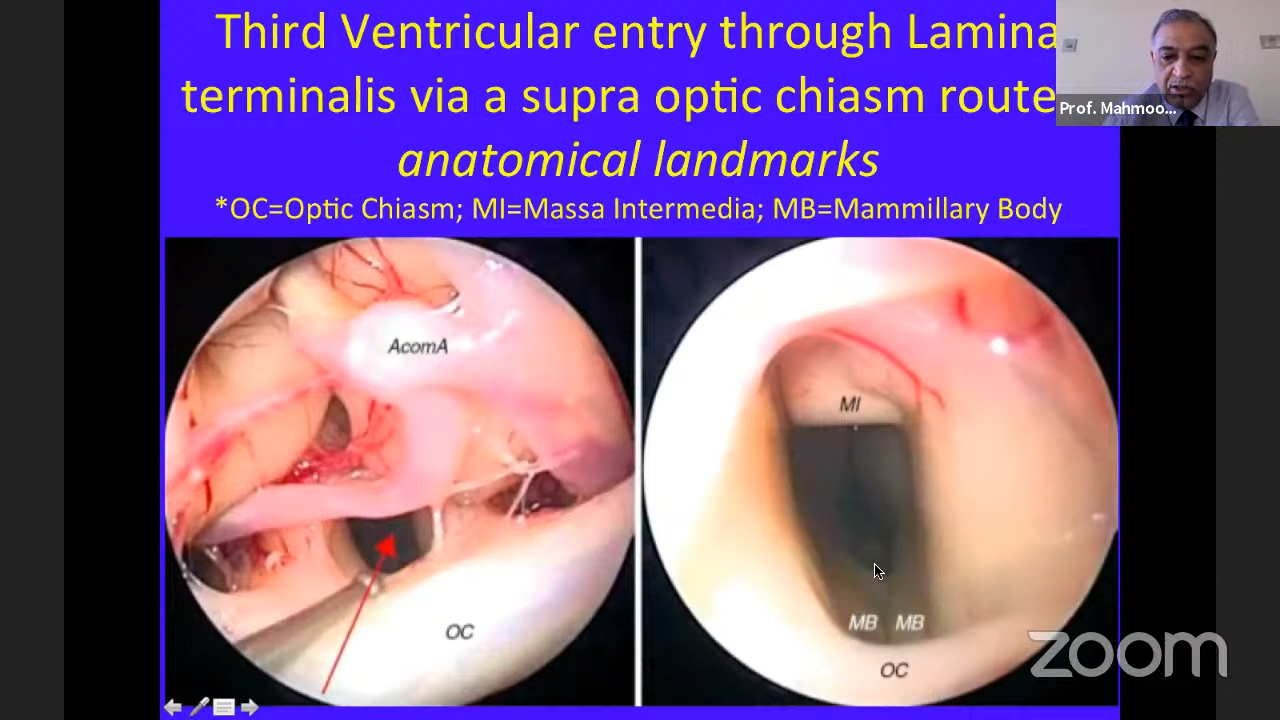 Third Ventricular entry through Lamina
terminalis via a supra optic chiasm route
anatomical landmarks
*OC=Optic Chiasm; MI=Massa Intermedia; MB=Mammillary Body
Prof. Mahmoo...
AcomA
OC
MI
MB MB
OC
zoom